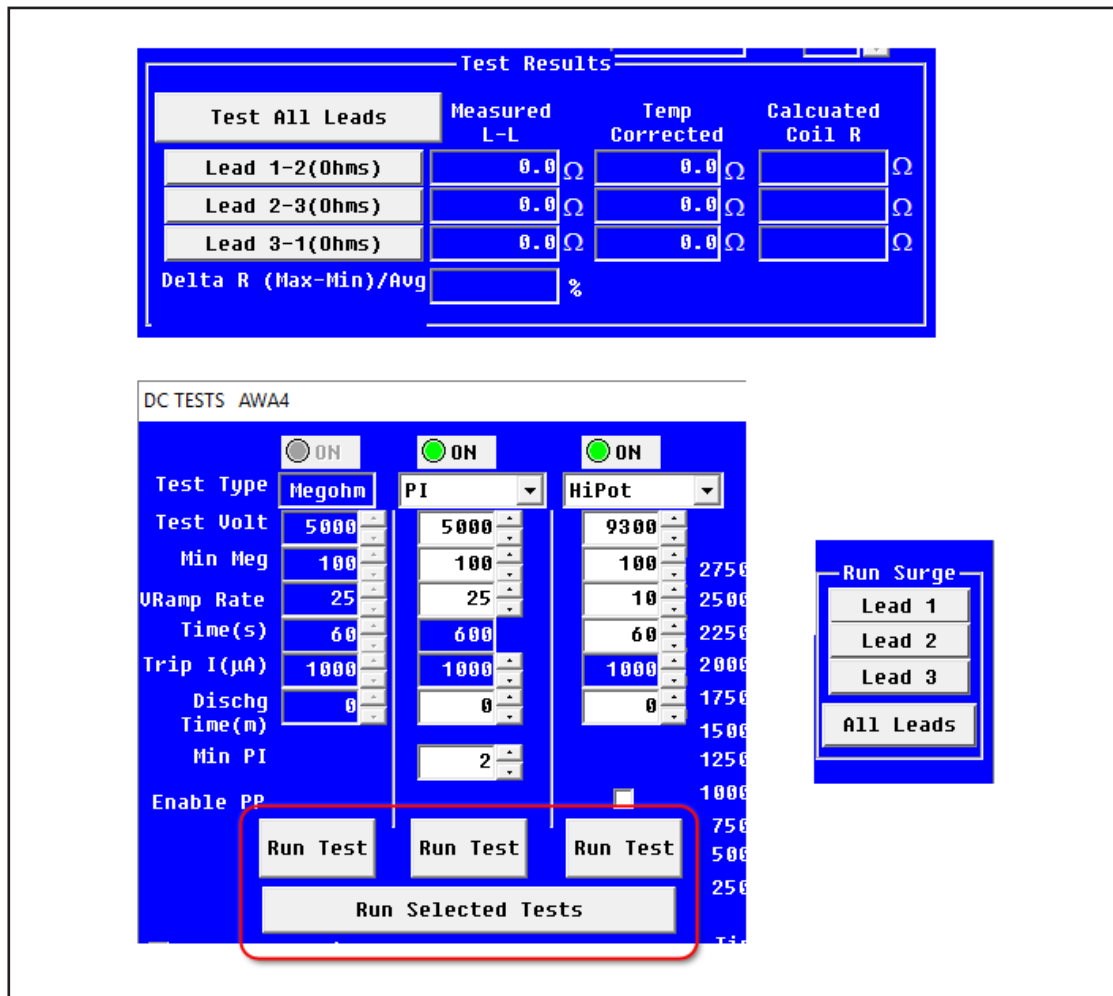 Test Results
Test All Leads
Measured L-L
Temp Corrected
Calcuated Coil R
Lead 1-2(Ohms) 0.0 Ω 0.0 Ω Ω
Lead 2-3(Ohms) 0.0 Ω 0.0 Ω Ω
Lead 3-1(Ohms) 0.0 Ω 0.0 Ω Ω
Delta R (Max-Min)/Avg %
DC TESTS AWA4
ON ON ON
Test Type Megohm PI HiPot
Test Volt 5000 5000 9300
Min Meg 100 100 100 2750
VRamp Rate 25 25 10 2500
Time(s) 60 600 60 2250
Trip I(µA) 1000 1000 1000 2000
Dischg Time(m) 0 0 0 1750
1500
Min PI 2 1250
Enable PP 1000
750
Run Test Run Test Run Test 500
250
Run Selected Tests
Run Surge
Lead 1
Lead 2
Lead 3
All Leads